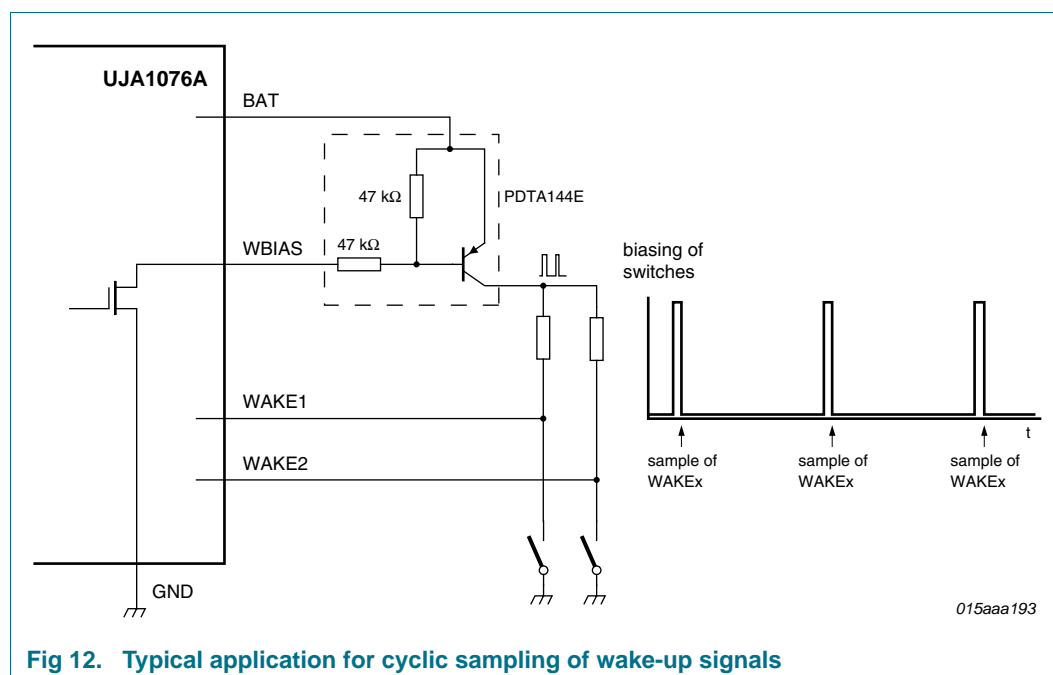 UJA1076A
BAT
47 kΩ
PDTA144E
WBIAS
47 kΩ
biasing of
switches
WAKE1
t
sample of
WAKEx
sample of
WAKEx
sample of
WAKEx
WAKE2
GND
015aaa193
Fig 12. Typical application for cyclic sampling of wake-up signals